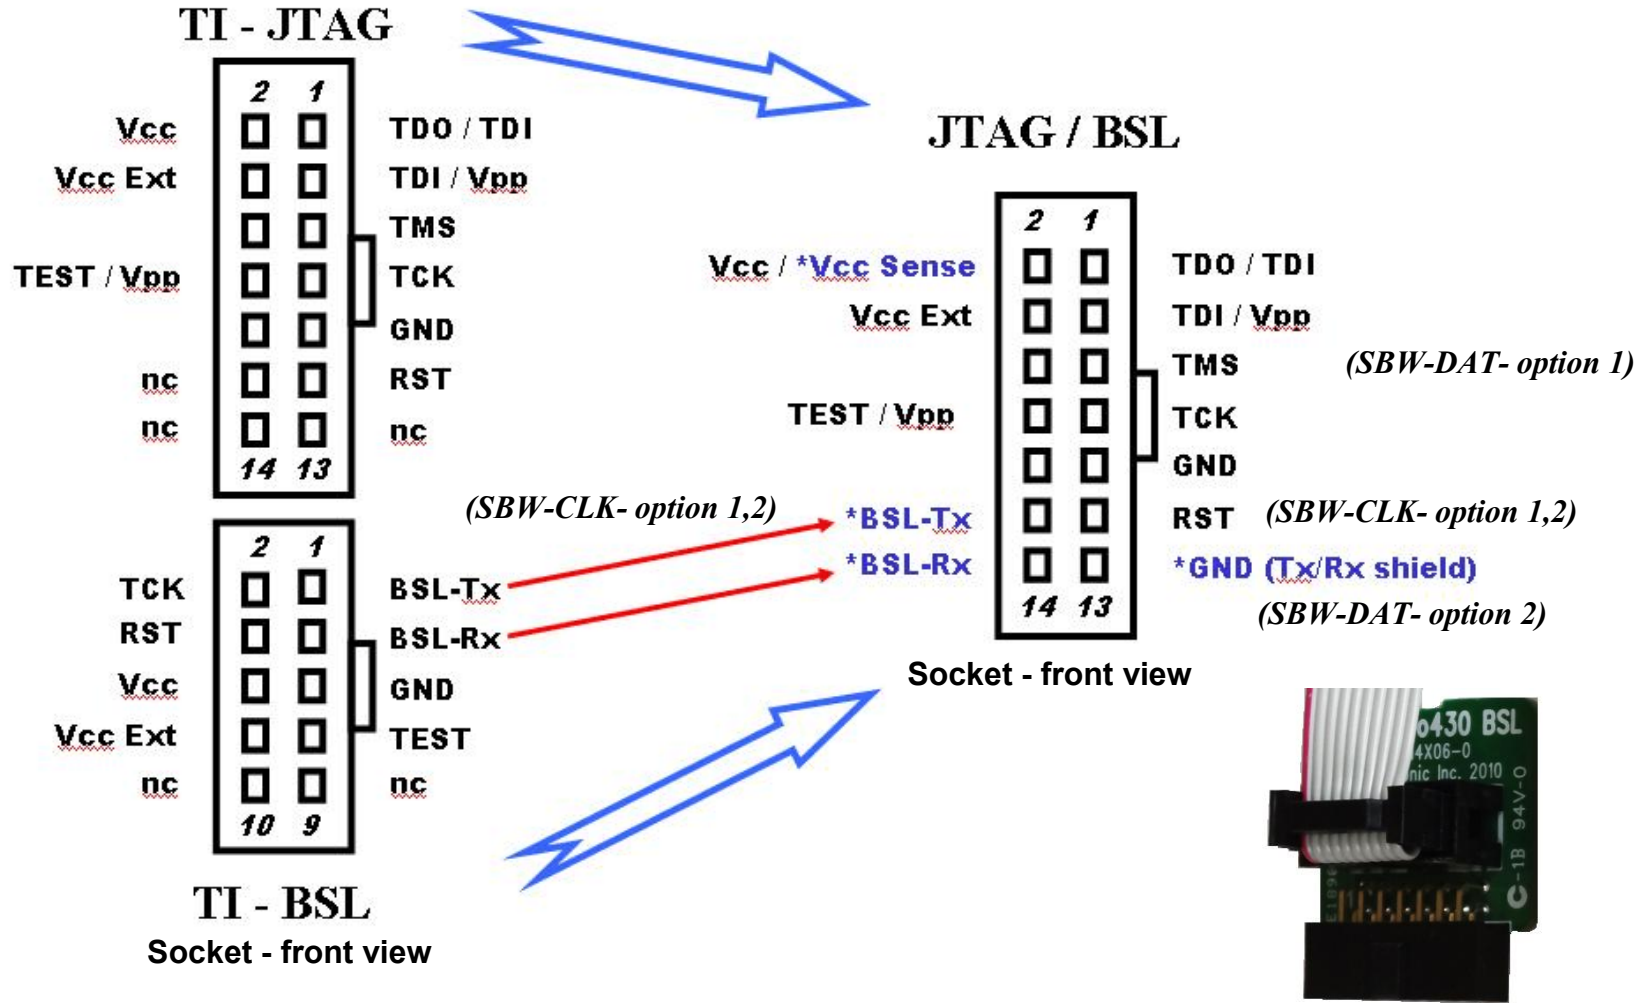 TI - JTAG
2 1
Vcc TDO / TDI
Vcc Ext TDI / Vpp
TMS
TEST / Vpp TCK
GND
nc RST
nc nc
14 13
2 1
TCK BSL-Tx
RST BSL-Rx
Vcc GND
Vcc Ext TEST
nc nc
10 9
TI - BSL
Socket - front view
(SBW-CLK- option 1,2)
JTAG / BSL
2 1
Vcc / *Vcc Sense TDO / TDI
Vcc Ext TDI / Vpp
TMS (SBW-DAT- option 1)
TEST / Vpp TCK
GND
*BSL-Tx RST (SBW-CLK- option 1,2)
*BSL-Rx *GND (Tx/Rx shield)
14 13 (SBW-DAT- option 2)
Socket - front view
o430 BSL
4X06-0
nic Inc. 2010
C-1B 94V-0